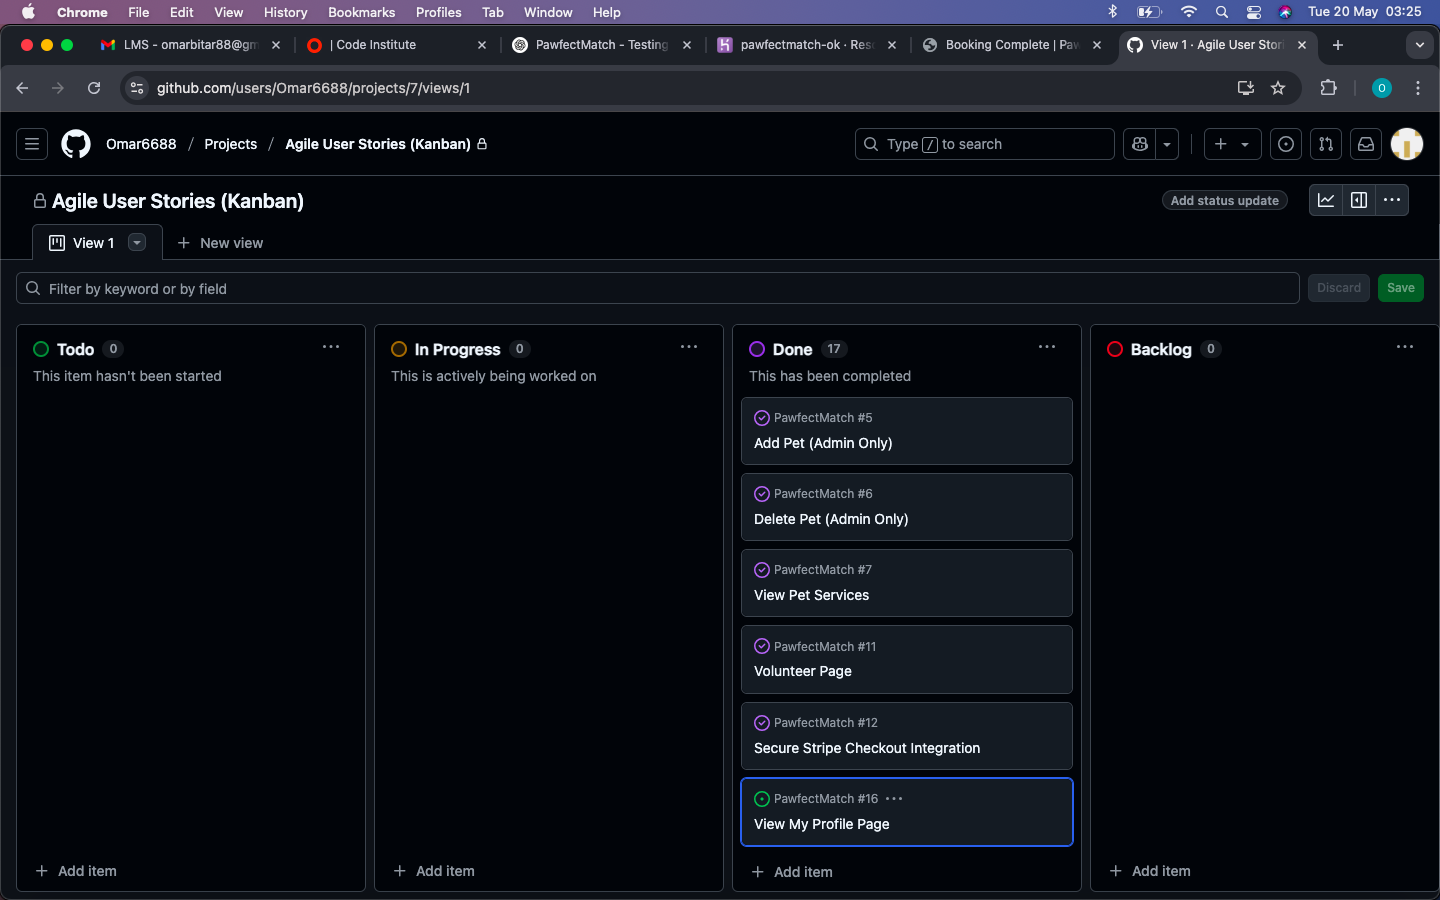 Chrome File Edit View History Bookmarks Profiles Tab Window Help Tue 20 May 03:25
LMS - omarbitar88@gm | Code Institute PawfectMatch - Testing pawfectmatch-ok · Reso Booking Complete | Paw View 1 · Agile User Stori
github.com/users/Omar6688/projects/7/views/1 O
Omar6688 / Projects / Agile User Stories (Kanban) Type / to search
Agile User Stories (Kanban) Add status update
View 1 New view
Filter by keyword or by field Discard Save
Todo 0
This item hasn't been started
Add item
In Progress 0
This is actively being worked on
Add item
Done 17
This has been completed
PawfectMatch #5
Add Pet (Admin Only)
PawfectMatch #6
Delete Pet (Admin Only)
PawfectMatch #7
View Pet Services
PawfectMatch #11
Volunteer Page
PawfectMatch #12
Secure Stripe Checkout Integration
PawfectMatch #16
View My Profile Page
Add item
Backlog 0
Add item